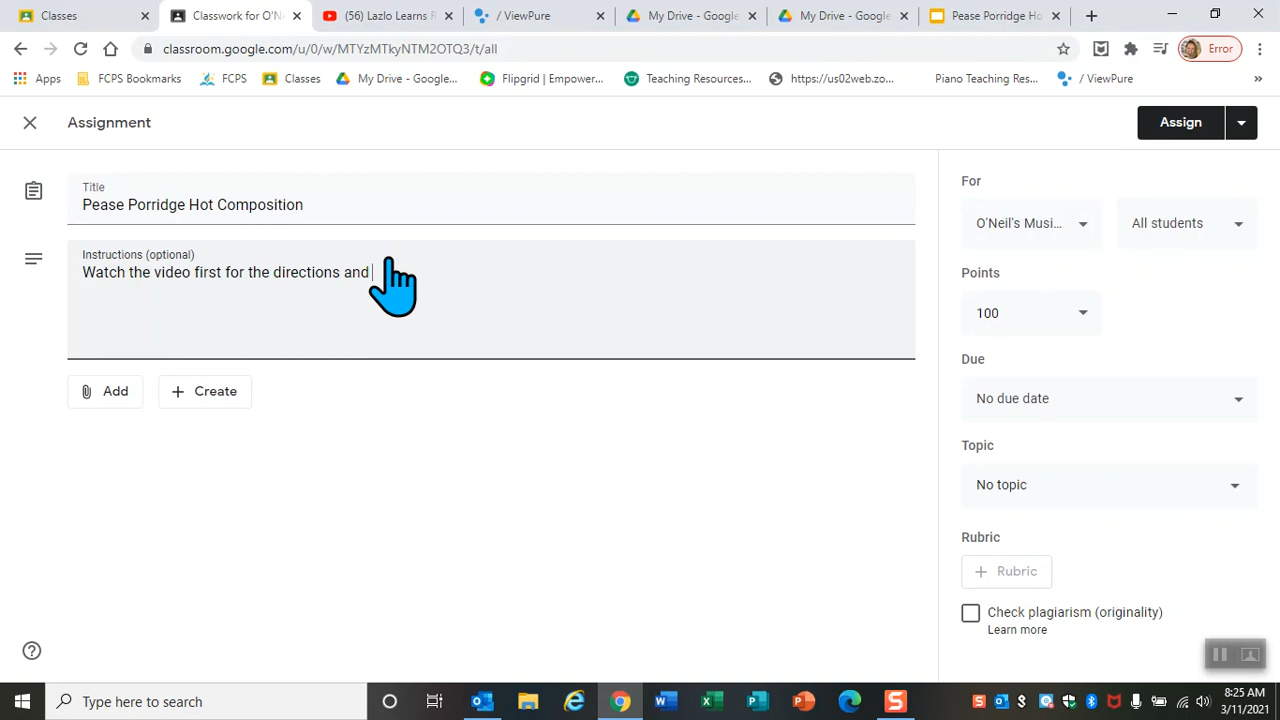 Classes
Classwork for O'N
(56) Lazlo Learns R
/ ViewPure
My Drive - Google
My Drive - Google
Pease Porridge Ho
classroom.google.com/u/0/w/MTYzMTkyNTM2OTQ3/t/all
Error
Apps
FCPS Bookmarks
FCPS
Classes
My Drive - Google...
Flipgrid | Empower...
Teaching Resources...
https://us02web.zo...
Piano Teaching Res...
/ ViewPure
»
Assignment
Assign
Title
Pease Porridge Hot Composition
Instructions (optional)
Watch the video first for the directions and
Add
Create
For
O'Neil's Musi...
All students
Points
100
Due
No due date
Topic
No topic
Rubric
Rubric
Check plagiarism (originality)
Learn more
Type here to search
8:25 AM
3/11/2021